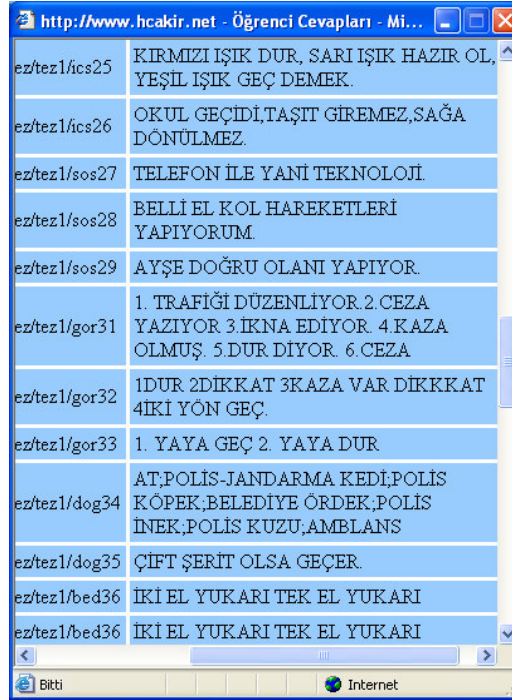 http://www.hcakir.net - Öğrenci Cevapları - Mi...
ez/tez1/ics25 KIRMIZI IŞIK DUR, SARI IŞIK HAZIR OL,
YEŞİL IŞIK GEÇ DEMEK.
ez/tez1/ics26 OKUL GEÇİDİ,TAŞIT GİREMEZ,SAĞA
DÖNÜLMEZ.
ez/tez1/sos27 TELEFON İLE YANİ TEKNOLOJİ.
ez/tez1/sos28 BELLİ EL KOL HAREKETLERİ
YAPIYORUM.
ez/tez1/sos29 AYŞE DOĞRU OLANI YAPIYOR.
ez/tez1/gor31 1. TRAFİĞİ DÜZENLİYOR.2.CEZA
YAZIYOR 3.İKNA EDİYOR. 4.KAZA
OLMUŞ. 5.DUR DİYOR. 6.CEZA
ez/tez1/gor32 1DUR 2DİKKAT 3KAZA VAR DİKKKAT
4İKİ YÖN GEÇ.
ez/tez1/gor33 1. YAYA GEÇ 2. YAYA DUR
ez/tez1/dog34 AT;POLİS-JANDARMA KEDİ;POLİS
KÖPEK;BELEDİYE ÖRDEK;POLİS
İNEK;POLİS KUZU;AMBLANS
ez/tez1/dog35 ÇİFT ŞERİT OLSA GEÇER.
ez/tez1/bed36 İKİ EL YUKARI TEK EL YUKARI
ez/tez1/bed36 İKİ EL YUKARI TEK EL YUKARI
Bitti Internet